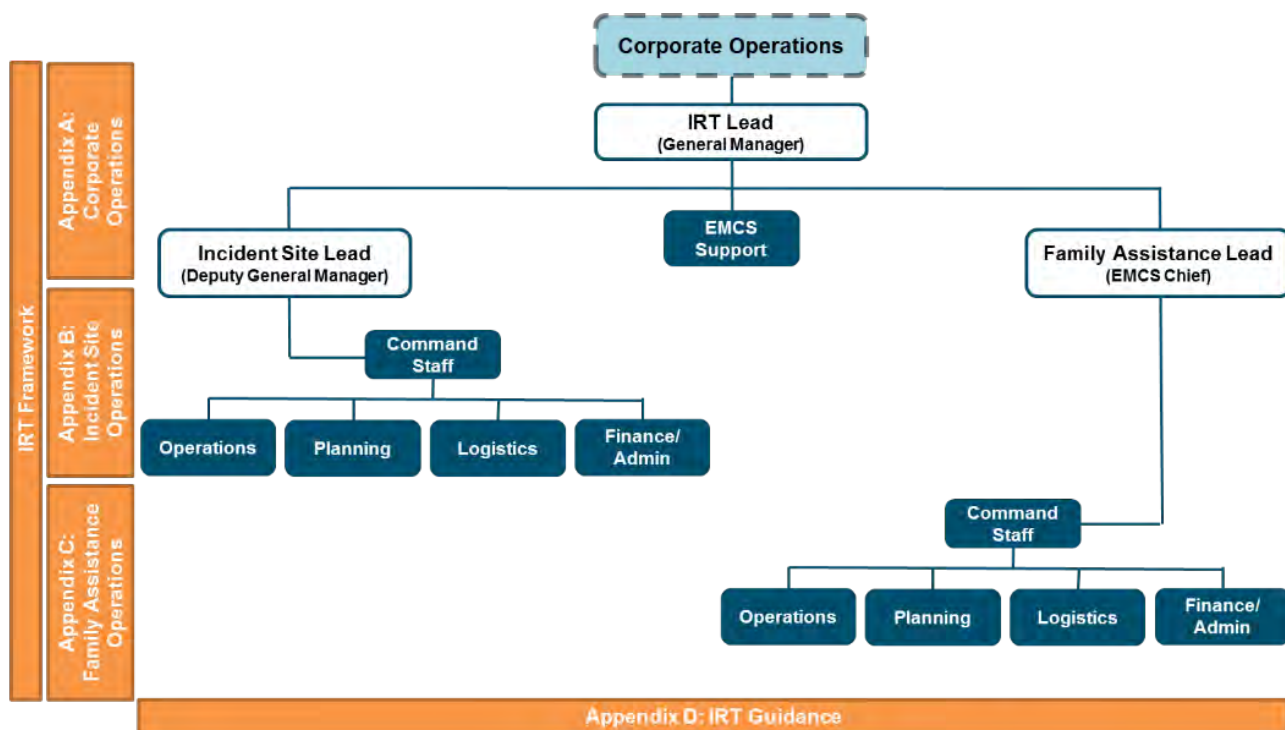 Corporate Operations
IRT Lead
(General Manager)
EMCS
Support
Incident Site Lead
(Deputy General Manager)
Family Assistance Lead
(EMCS Chief)
Command
Staff
Operations
Planning
Logistics
Finance/
Admin
Command
Staff
Operations
Planning
Logistics
Finance/
Admin
IRT Framework
Appendix A:
Corporate
Operations
Appendix B:
Incident Site
Operations
Appendix C:
Family Assistance
Operations
Appendix D: IRT Guidance